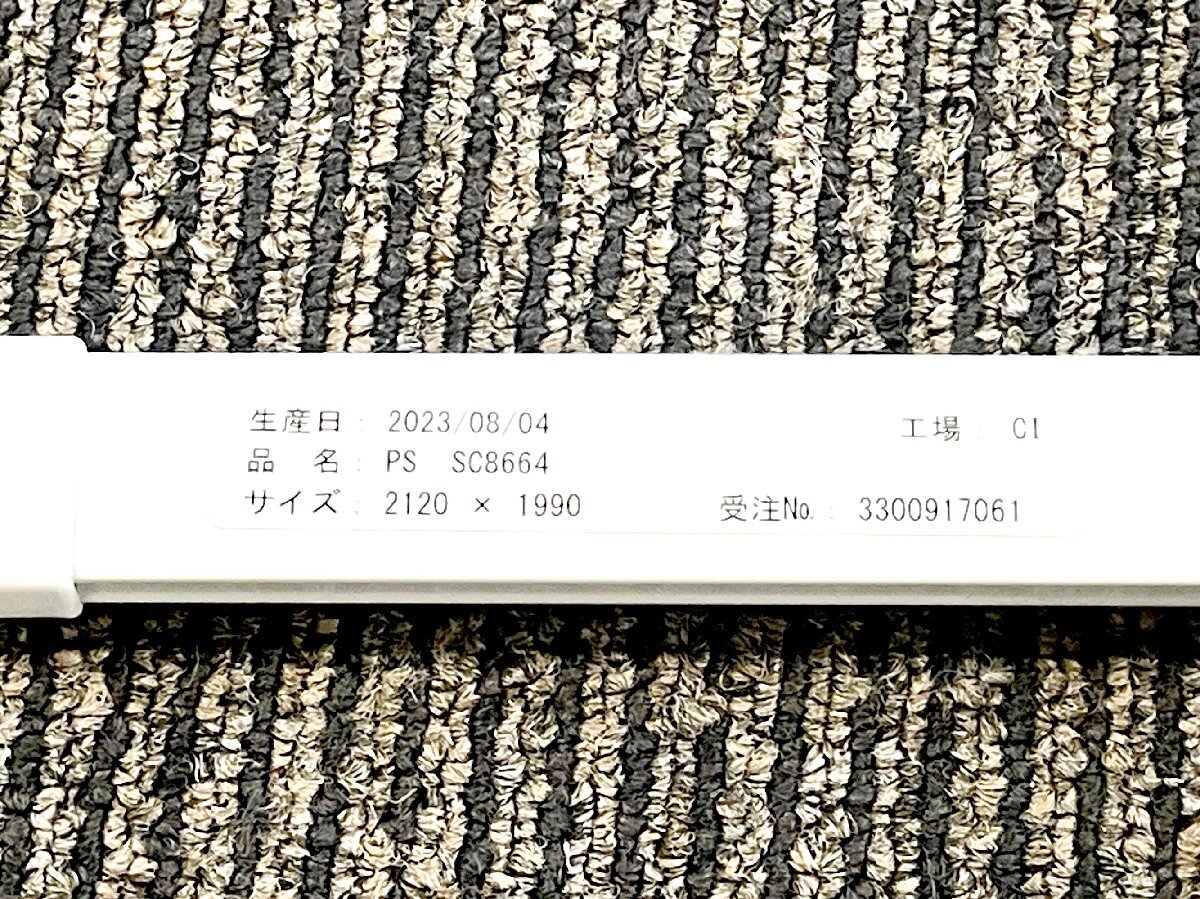 生産日： 2023/08/04 工場： CI
品　名： PS SC8664
サイズ： 2120 × 1990 受注No.： 3300917061